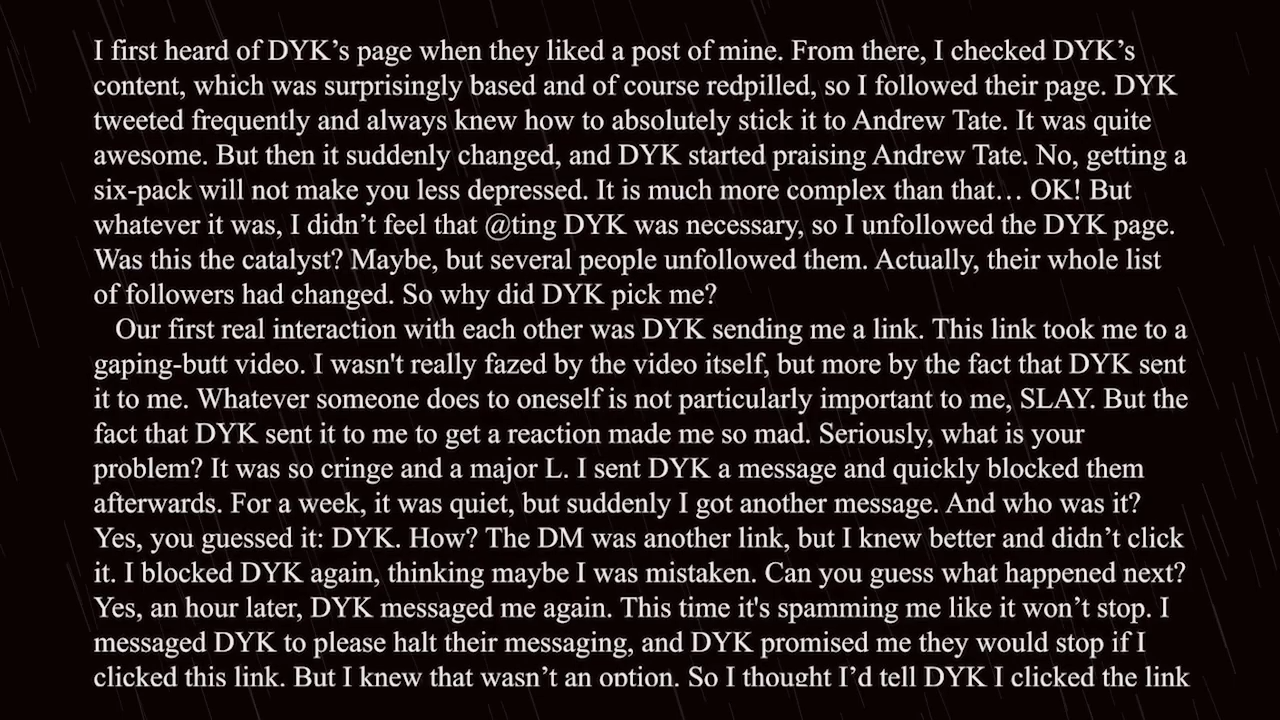 I first heard of DYK’s page when they liked a post of mine. From there, I checked DYK’s
content, which was surprisingly based and of course redpilled, so I followed their page. DYK
tweeted frequently and always knew how to absolutely stick it to Andrew Tate. It was quite
awesome. But then it suddenly changed, and DYK started praising Andrew Tate. No, getting a
six-pack will not make you less depressed. It is much more complex than that… OK! But
whatever it was, I didn’t feel that @ting DYK was necessary, so I unfollowed the DYK page.
Was this the catalyst? Maybe, but several people unfollowed them. Actually, their whole list
of followers had changed. So why did DYK pick me?
Our first real interaction with each other was DYK sending me a link. This link took me to a
gaping-butt video. I wasn't really fazed by the video itself, but more by the fact that DYK sent
it to me. Whatever someone does to oneself is not particularly important to me, SLAY. But the
fact that DYK sent it to me to get a reaction made me so mad. Seriously, what is your
problem? It was so cringe and a major L. I sent DYK a message and quickly blocked them
afterwards. For a week, it was quiet, but suddenly I got another message. And who was it?
Yes, you guessed it: DYK. How? The DM was another link, but I knew better and didn’t click
it. I blocked DYK again, thinking maybe I was mistaken. Can you guess what happened next?
Yes, an hour later, DYK messaged me again. This time it's spamming me like it won’t stop. I
messaged DYK to please halt their messaging, and DYK promised me they would stop if I
clicked this link. But I knew that wasn’t an option. So I thought I’d tell DYK I clicked the link